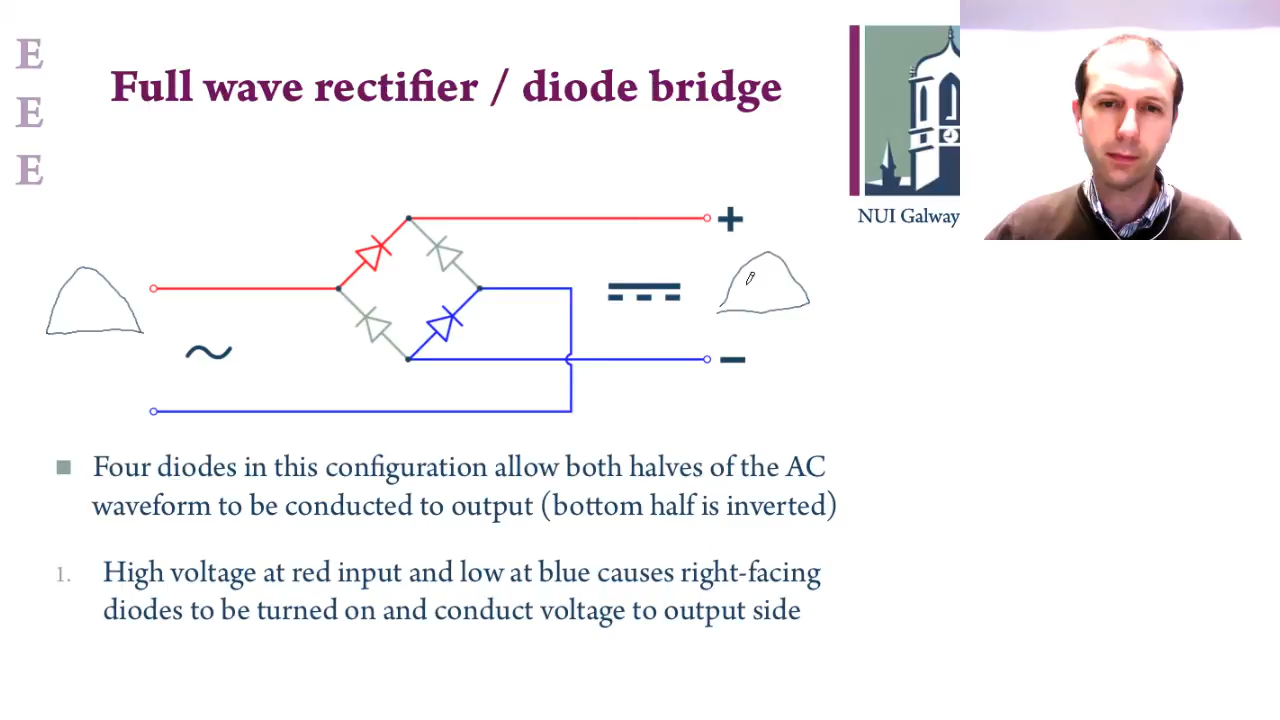 E
E
E
Full wave rectifier / diode bridge
NUI Galway
+
~
−
Four diodes in this configuration allow both halves of the AC
waveform to be conducted to output (bottom half is inverted)
1. High voltage at red input and low at blue causes right-facing
diodes to be turned on and conduct voltage to output side